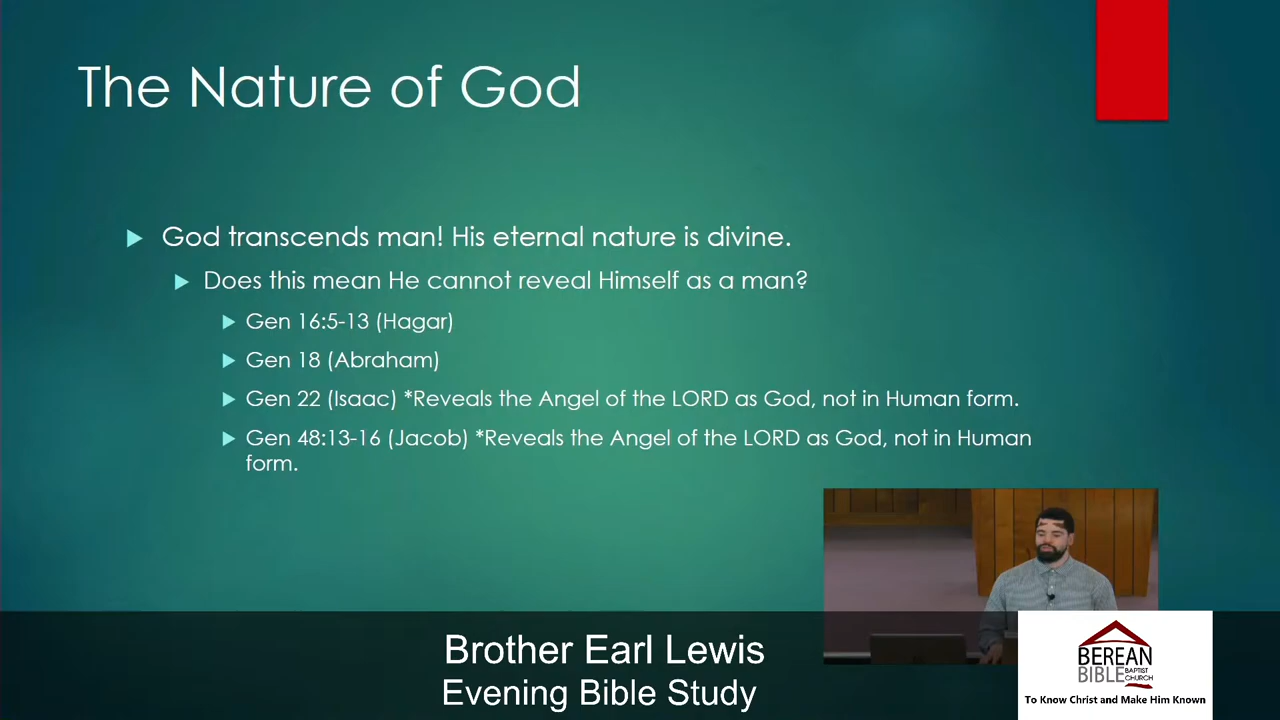 The Nature of God
God transcends man! His eternal nature is divine.
Does this mean He cannot reveal Himself as a man?
Gen 16:5-13 (Hagar)
Gen 18 (Abraham)
Gen 22 (Isaac) *Reveals the Angel of the LORD as God, not in Human form.
Gen 48:13-16 (Jacob) *Reveals the Angel of the LORD as God, not in Human
form.
Brother Earl Lewis
Evening Bible Study
BEREAN
BIBLE BAPTIST
CHURCH
To Know Christ and Make Him Known